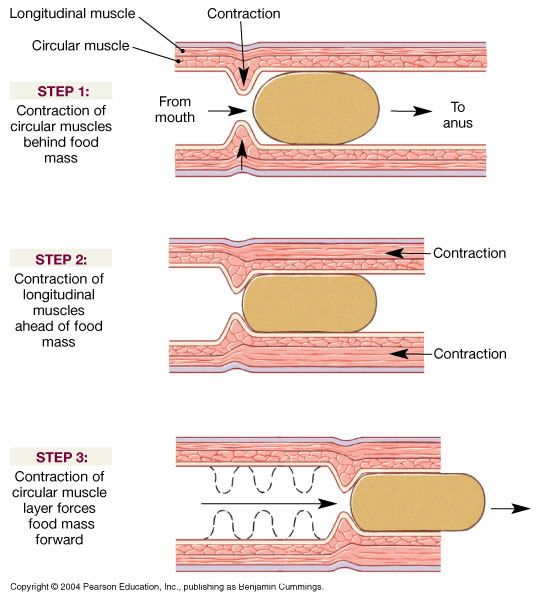 Longitudinal muscle
Contraction
Circular muscle
STEP 1:
Contraction of
circular muscles
behind food
mass
From
mouth
To
anus
STEP 2:
Contraction of
longitudinal
muscles
ahead of food
mass
Contraction
Contraction
STEP 3:
Contraction of
circular muscle
layer forces
food mass
forward
Copyright © 2004 Pearson Education, Inc., publishing as Benjamin Cummings.